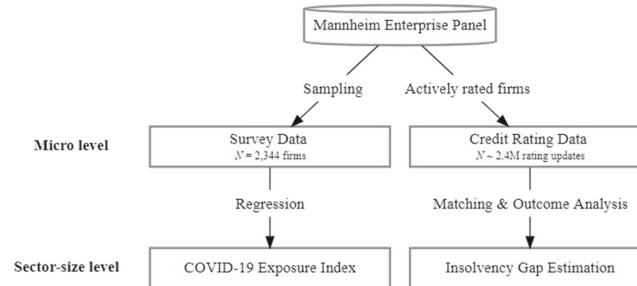 Mannheim Enterprise Panel
Sampling
Actively rated firms
Micro level
Survey Data
N = 2,344 firms
Credit Rating Data
N ~ 2.4M rating updates
Regression
Matching & Outcome Analysis
Sector-size level
COVID-19 Exposure Index
Insolvency Gap Estimation